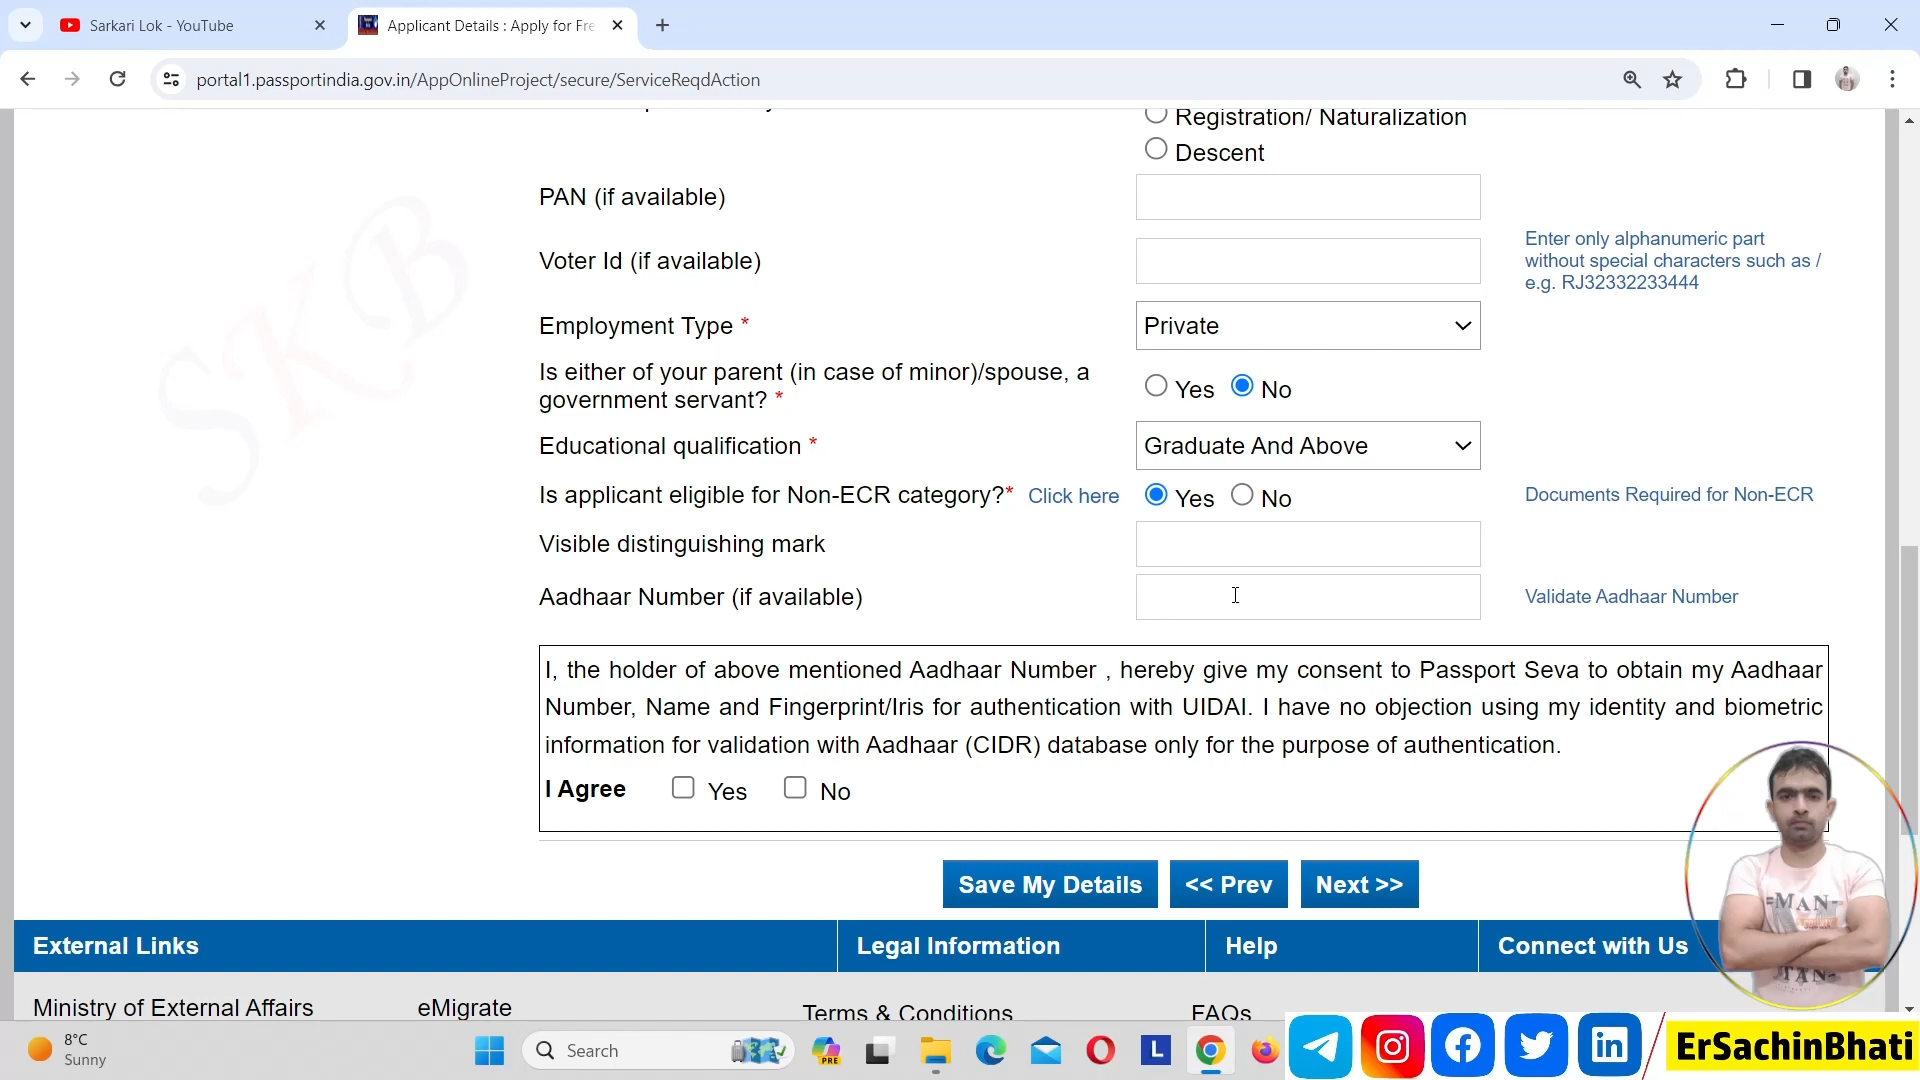 Sarkari Lok - YouTube
Applicant Details : Apply for Fre
portal1.passportindia.gov.in/AppOnlineProject/secure/ServiceReqdAction
Registration/ Naturalization
Descent
PAN (if available)
Voter Id (if available)
Enter only alphanumeric part
without special characters such as /
e.g. RJ32332233444
Employment Type * Private
Is either of your parent (in case of minor)/spouse, a
government servant? * Yes No
Educational qualification * Graduate And Above
Is applicant eligible for Non-ECR category?* Click here Yes No Documents Required for Non-ECR
Visible distinguishing mark
Aadhaar Number (if available) Validate Aadhaar Number
I, the holder of above mentioned Aadhaar Number , hereby give my consent to Passport Seva to obtain my Aadhaar
Number, Name and Fingerprint/Iris for authentication with UIDAI. I have no objection using my identity and biometric
information for validation with Aadhaar (CIDR) database only for the purpose of authentication.
I Agree Yes No
Save My Details << Prev Next >>
External Links Legal Information Help Connect with Us
Ministry of External Affairs eMigrate Terms & Conditions FAQs
SKB
MAN
8°C
Sunny
Search
PRE
L
in
ErSachinBhati